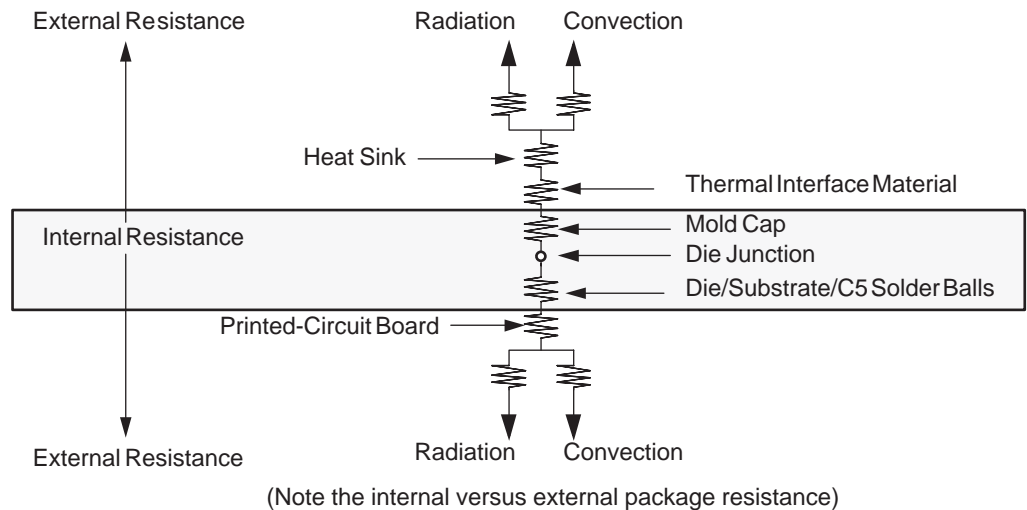 External Resistance
Radiation
Convection
Heat Sink
Thermal Interface Material
Internal Resistance
Mold Cap
Die Junction
Die/Substrate/C5 Solder Balls
Printed-Circuit Board
External Resistance
Radiation
Convection
(Note the internal versus external package resistance)